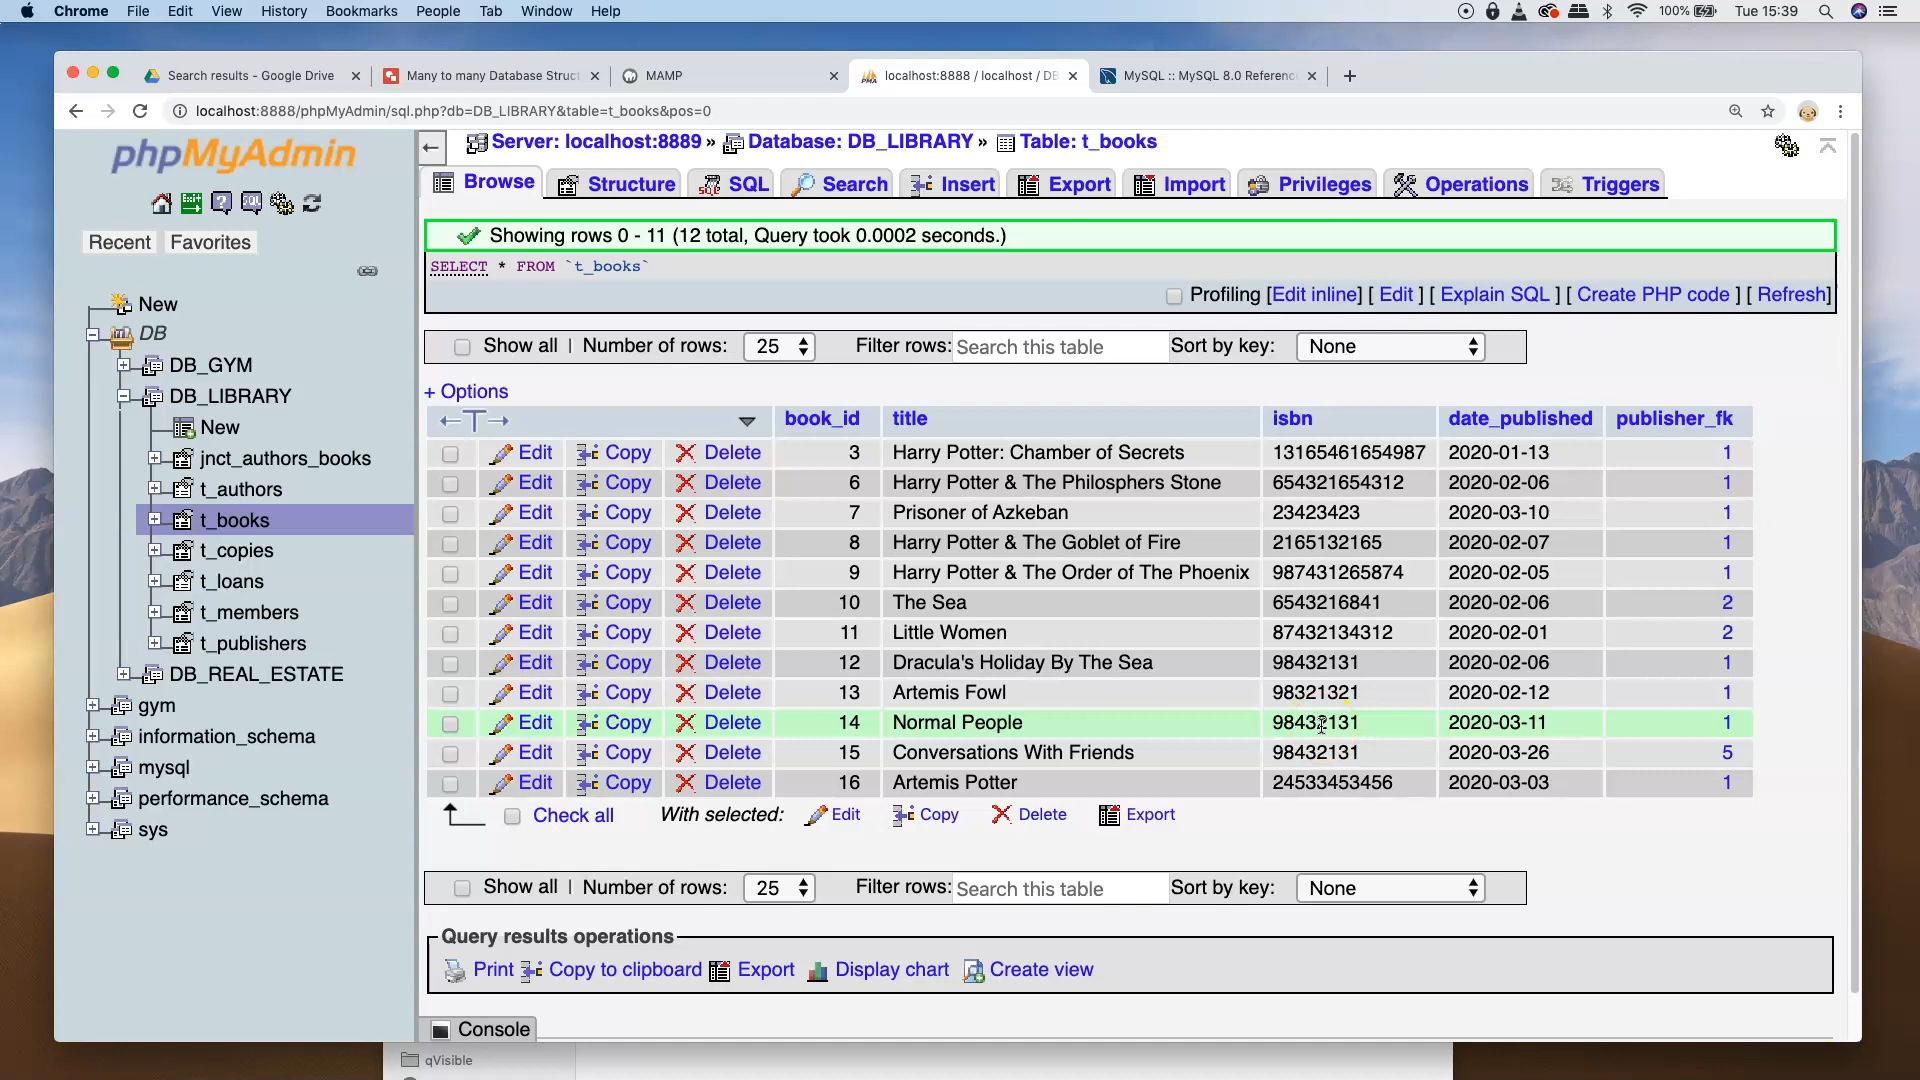 Chrome File Edit View History Bookmarks People Tab Window Help 100% Tue 15:39
Search results - Google Drive Many to many Database Struct MAMP localhost:8888 / localhost / DB MySQL :: MySQL 8.0 Referenc
localhost:8888/phpMyAdmin/sql.php?db=DB_LIBRARY&table=t_books&pos=0
phpMyAdmin
Recent Favorites
New
DB
DB_GYM
DB_LIBRARY
New
jnct_authors_books
t_authors
t_books
t_copies
t_loans
t_members
t_publishers
DB_REAL_ESTATE
gym
information_schema
mysql
performance_schema
sys
Server: localhost:8889 » Database: DB_LIBRARY » Table: t_books
Browse Structure SQL Search Insert Export Import Privileges Operations Triggers
Showing rows 0 - 11 (12 total, Query took 0.0002 seconds.)
SELECT * FROM `t_books`
Profiling [Edit inline] [ Edit ] [ Explain SQL ] [ Create PHP code ] [ Refresh]
Show all | Number of rows: 25 Filter rows: Search this table Sort by key: None
+ Options
←T→ book_id title isbn date_published publisher_fk
Edit Copy Delete 3 Harry Potter: Chamber of Secrets 13165461654987 2020-01-13 1
Edit Copy Delete 6 Harry Potter & The Philosphers Stone 654321654312 2020-02-06 1
Edit Copy Delete 7 Prisoner of Azkeban 23423423 2020-03-10 1
Edit Copy Delete 8 Harry Potter & The Goblet of Fire 2165132165 2020-02-07 1
Edit Copy Delete 9 Harry Potter & The Order of The Phoenix 987431265874 2020-02-05 1
Edit Copy Delete 10 The Sea 6543216841 2020-02-06 2
Edit Copy Delete 11 Little Women 87432134312 2020-02-01 2
Edit Copy Delete 12 Dracula's Holiday By The Sea 98432131 2020-02-06 1
Edit Copy Delete 13 Artemis Fowl 98321321 2020-02-12 1
Edit Copy Delete 14 Normal People 98432131 2020-03-11 1
Edit Copy Delete 15 Conversations With Friends 98432131 2020-03-26 5
Edit Copy Delete 16 Artemis Potter 24533453456 2020-03-03 1
Check all With selected: Edit Copy Delete Export
Show all | Number of rows: 25 Filter rows: Search this table Sort by key: None
Query results operations
Print Copy to clipboard Export Display chart Create view
Console
qVisible